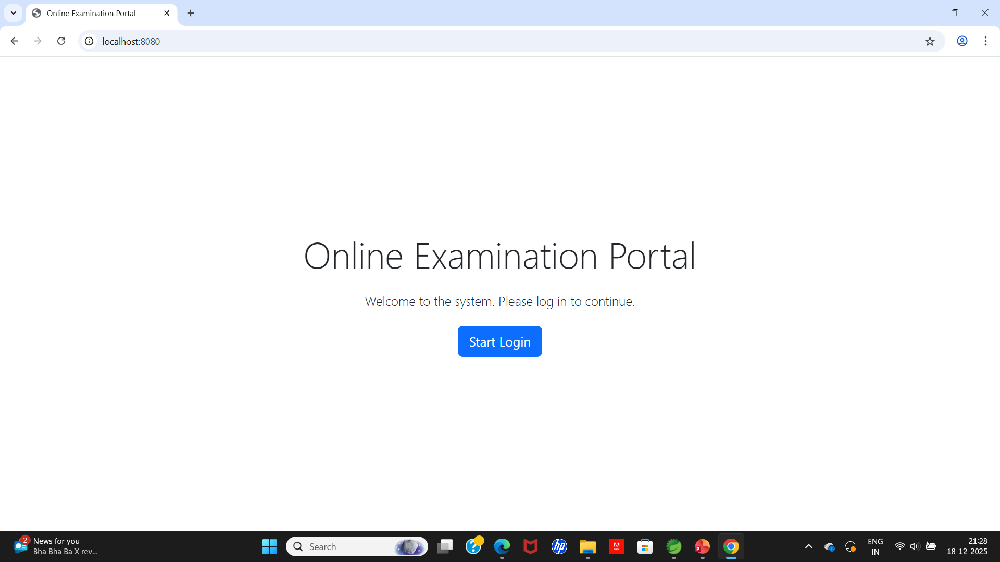 Online Examination Portal
localhost:8080
Online Examination Portal
Welcome to the system. Please log in to continue.
Start Login
2
News for you
Bha Bha Ba X rev...
Search
hp
P
ENG
IN
21:28
18-12-2025